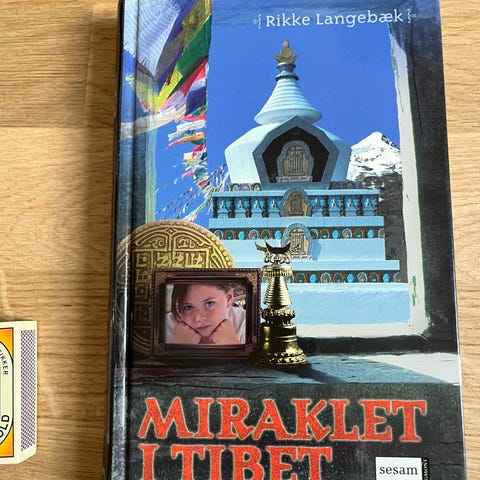 Rikke Langebæk
MIRAKLET
I TIBET
sesam